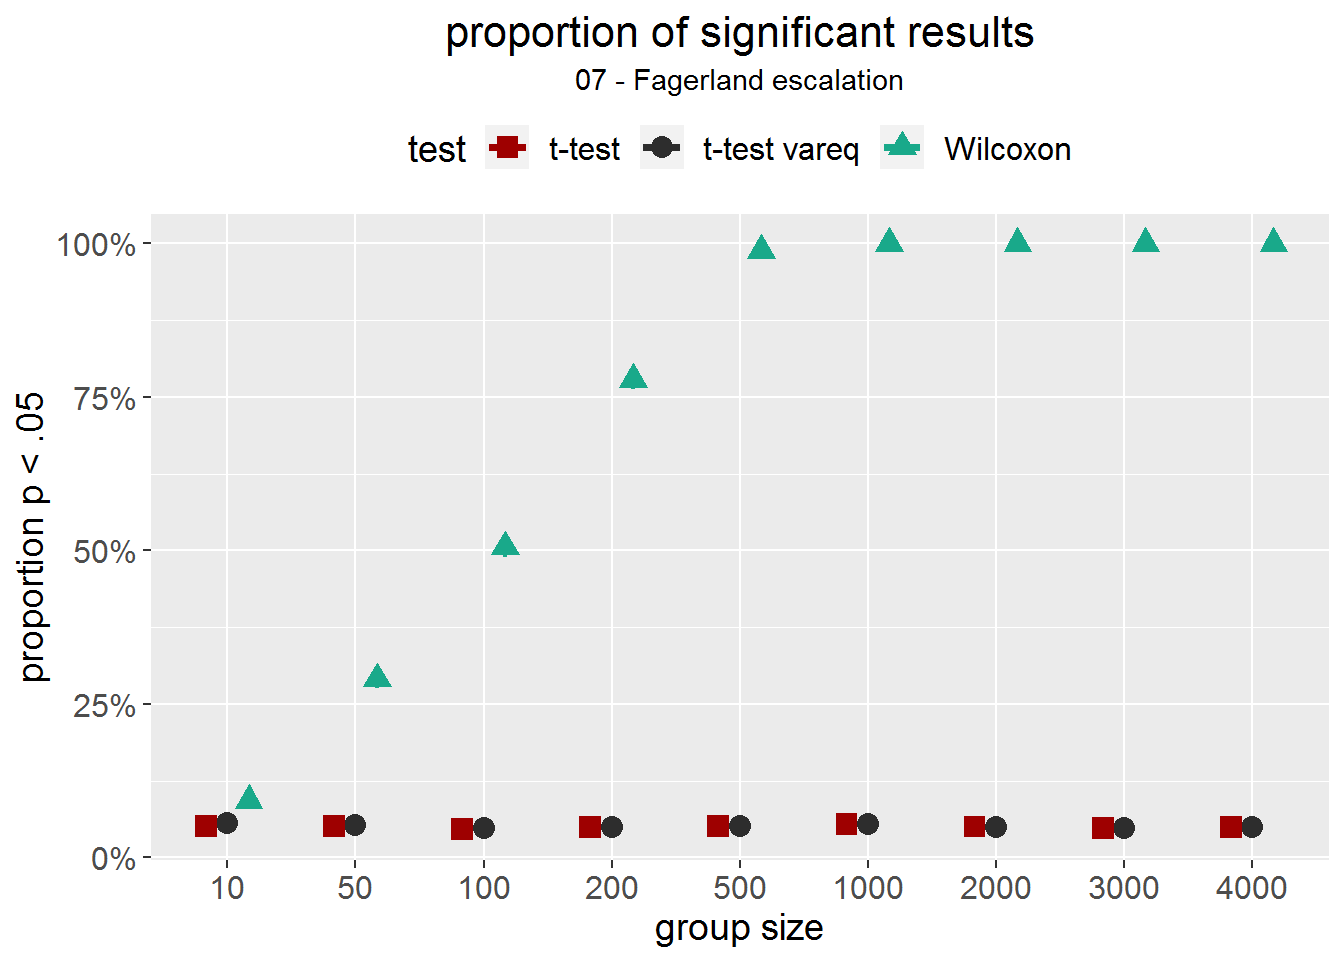 proportion of significant results
07 - Fagerland escalation
test t-test t-test vareq Wilcoxon
100%
75%
50%
25%
0%
proportion p < .05
10 50 100 200 500 1000 2000 3000 4000
group size